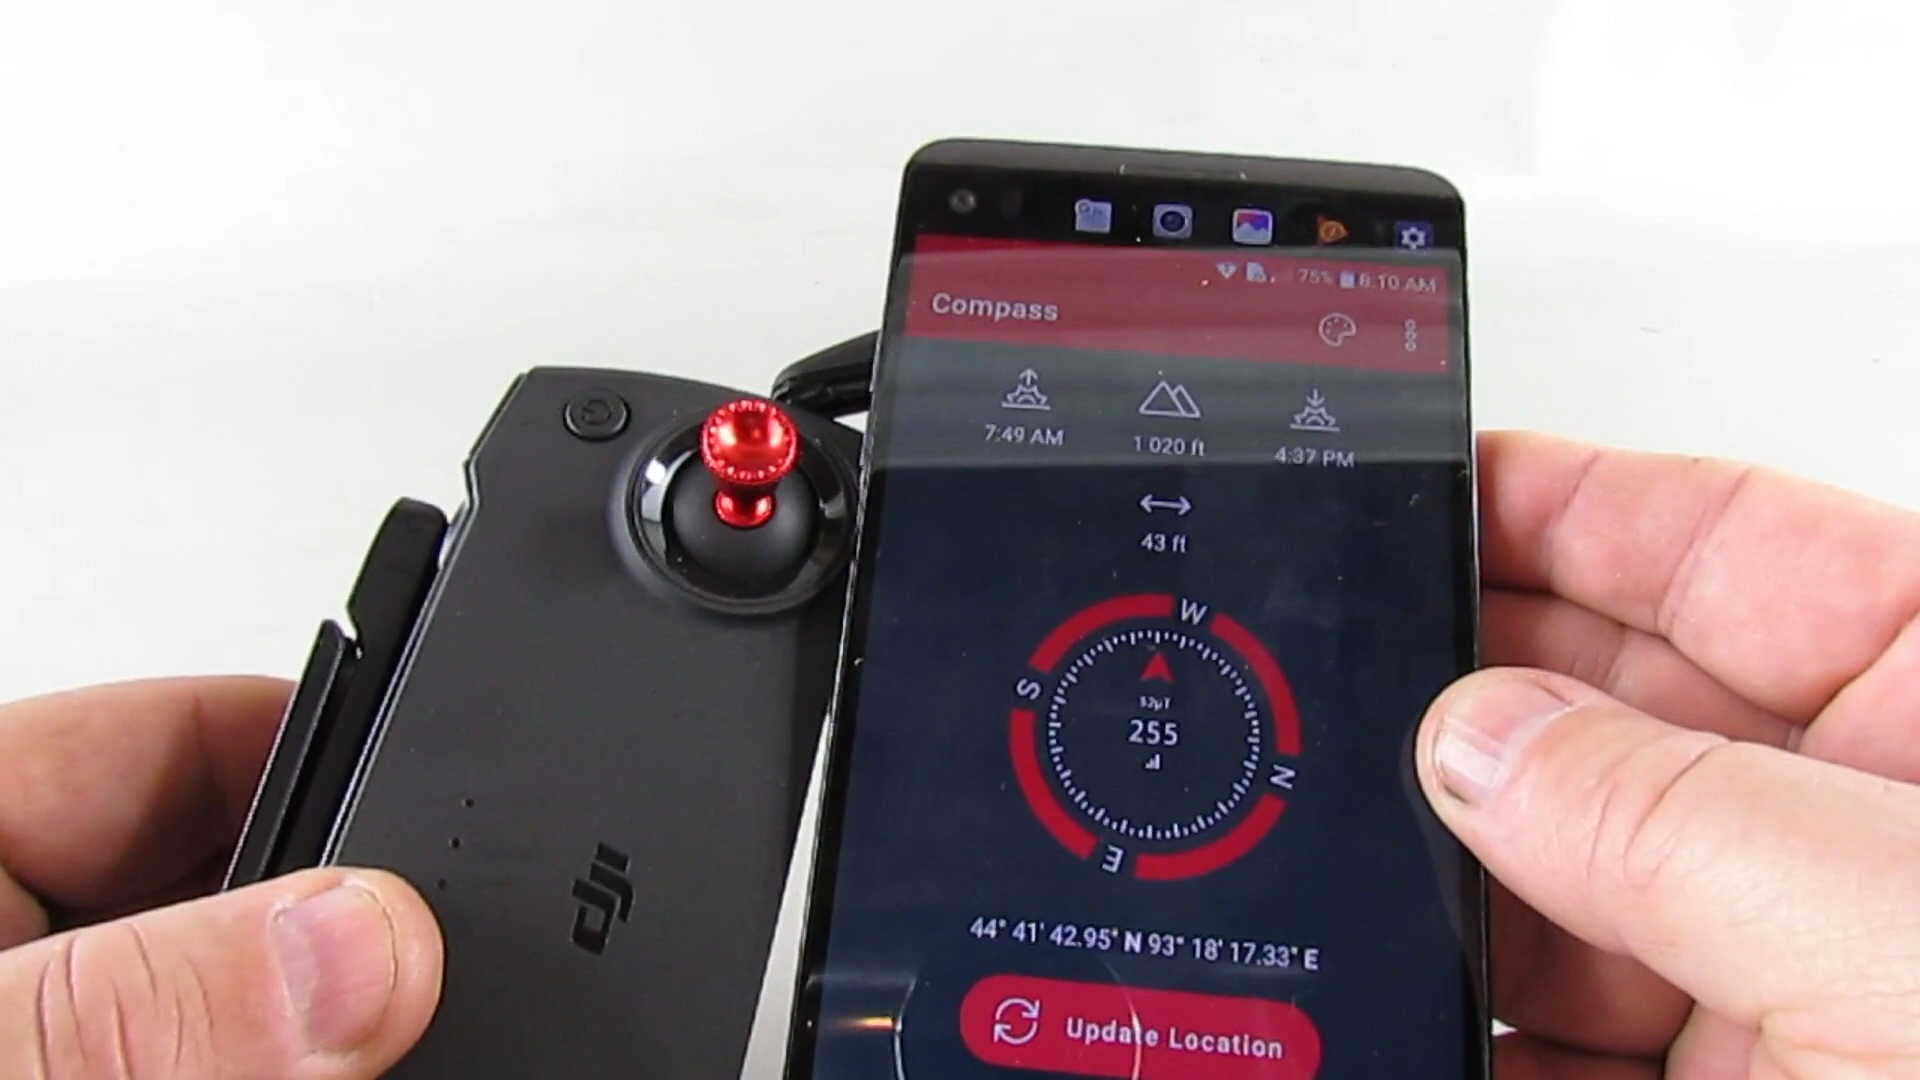 75% 8:10 AM
Compass
7:49 AM 1 020 ft 4:37 PM
43 ft
W
S
52µT
255
N
E
44° 41' 42.95" N 93° 18' 17.33" E
Update Location
dji